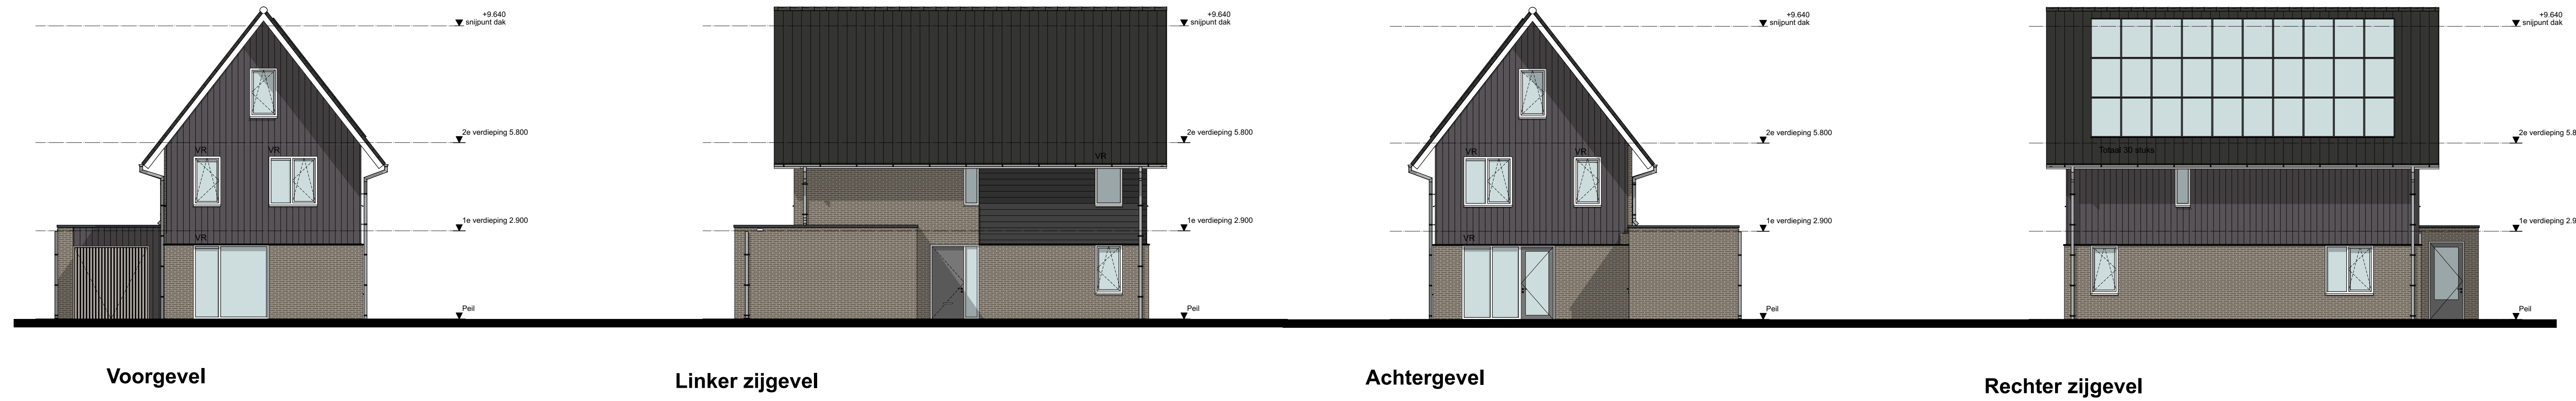 +9.640
snijpunt dak
2e verdieping 5.800
VR
VR
1e verdieping 2.900
VR
Peil
Voorgevel
+9.640
snijpunt dak
2e verdieping 5.800
VR
1e verdieping 2.900
Peil
Linker zijgevel
+9.640
snijpunt dak
2e verdieping 5.800
VR
VR
1e verdieping 2.900
VR
Peil
Achtergevel
+9.640
snijpunt dak
2e verdieping 5.8
Totaal 30 stuks
1e verdieping 2.9
Peil
Rechter zijgevel